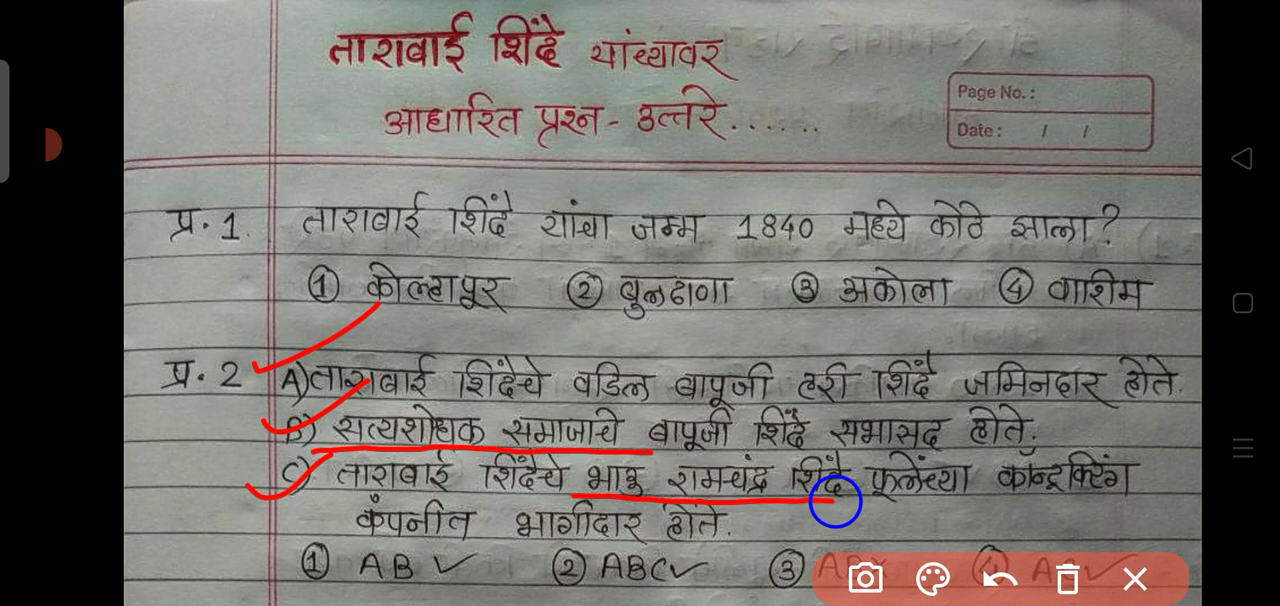 ताराबाई शिंदे यांच्यावर
आधारित प्रश्न - उत्तरे......
Page No. :
Date : / /
प्र. 1. ताराबाई शिंदे यांचा जन्म 1840 मध्ये कोठे झाला?
① कोल्हापूर ② बुलढाणा ③ अकोला ④ वाशीम
प्र. 2 A) ताराबाई शिंदेंचे वडिल बापूजी हरी शिंदे जमिनदार होते.
B) सत्यशोधक समाजाचे बापूजी शिंदे सभासद होते.
C) ताराबाई शिंदेंचे भाऊ रामचंद्र शिंदे फूलेंच्या कॉन्ट्रक्टिंग
कंपनीत भागीदार होते.
① AB ✓ ② ABC ✓ ③ ④